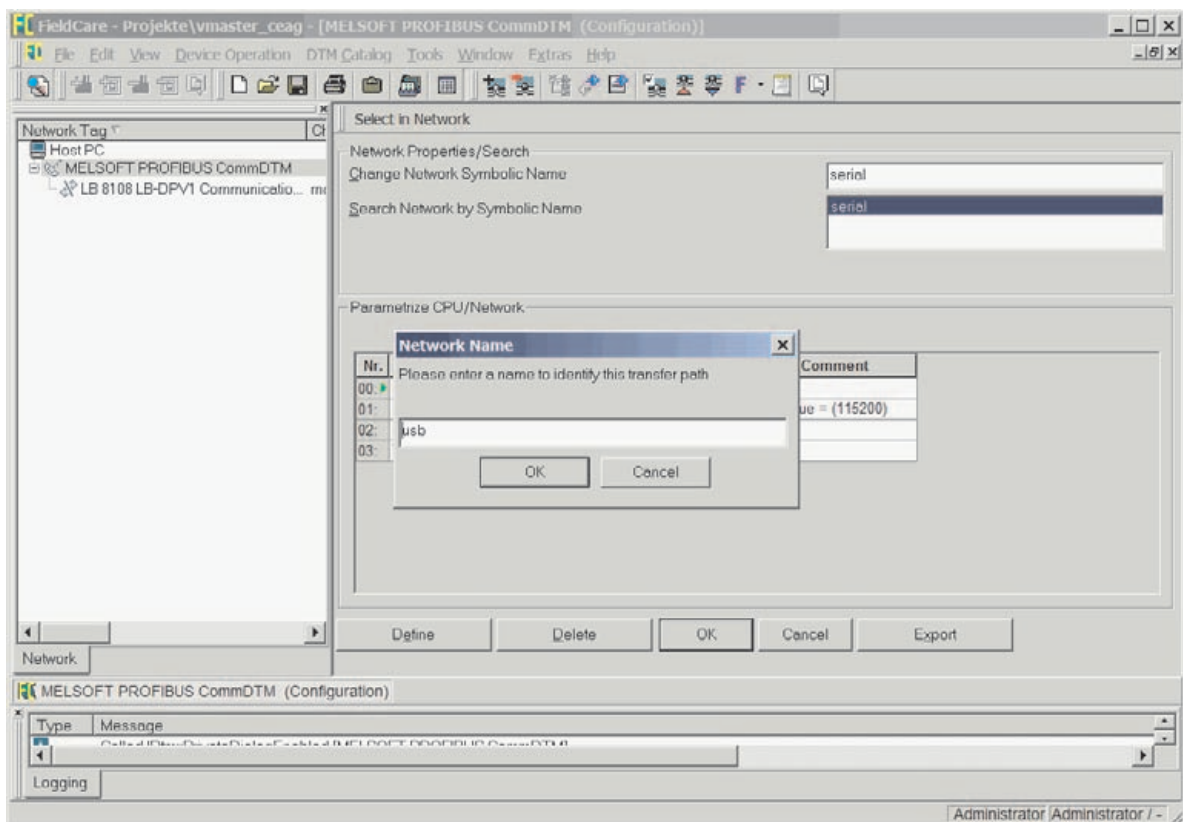 FieldCare - Projekte\vmaster_ceag - [MELSOFT PROFIBUS CommDTM (Configuration)]
File Edit View Device Operation DTM Catalog Tools Window Extras Help
Network Tag
Host PC
MELSOFT PROFIBUS CommDTM
LB 8108 LB-DPV1 Communicatio...
Network
Select in Network
Network Properties/Search
Change Network Symbolic Name
serial
Search Network by Symbolic Name
serial
Parametrize CPU/Network
Nr. Comment
00:
01: ue = (115200)
02:
03:
Network Name
Please enter a name to identify this transfer path
usb
OK Cancel
Define Delete OK Cancel Export
MELSOFT PROFIBUS CommDTM (Configuration)
Type Message
Logging
Administrator Administrator / -